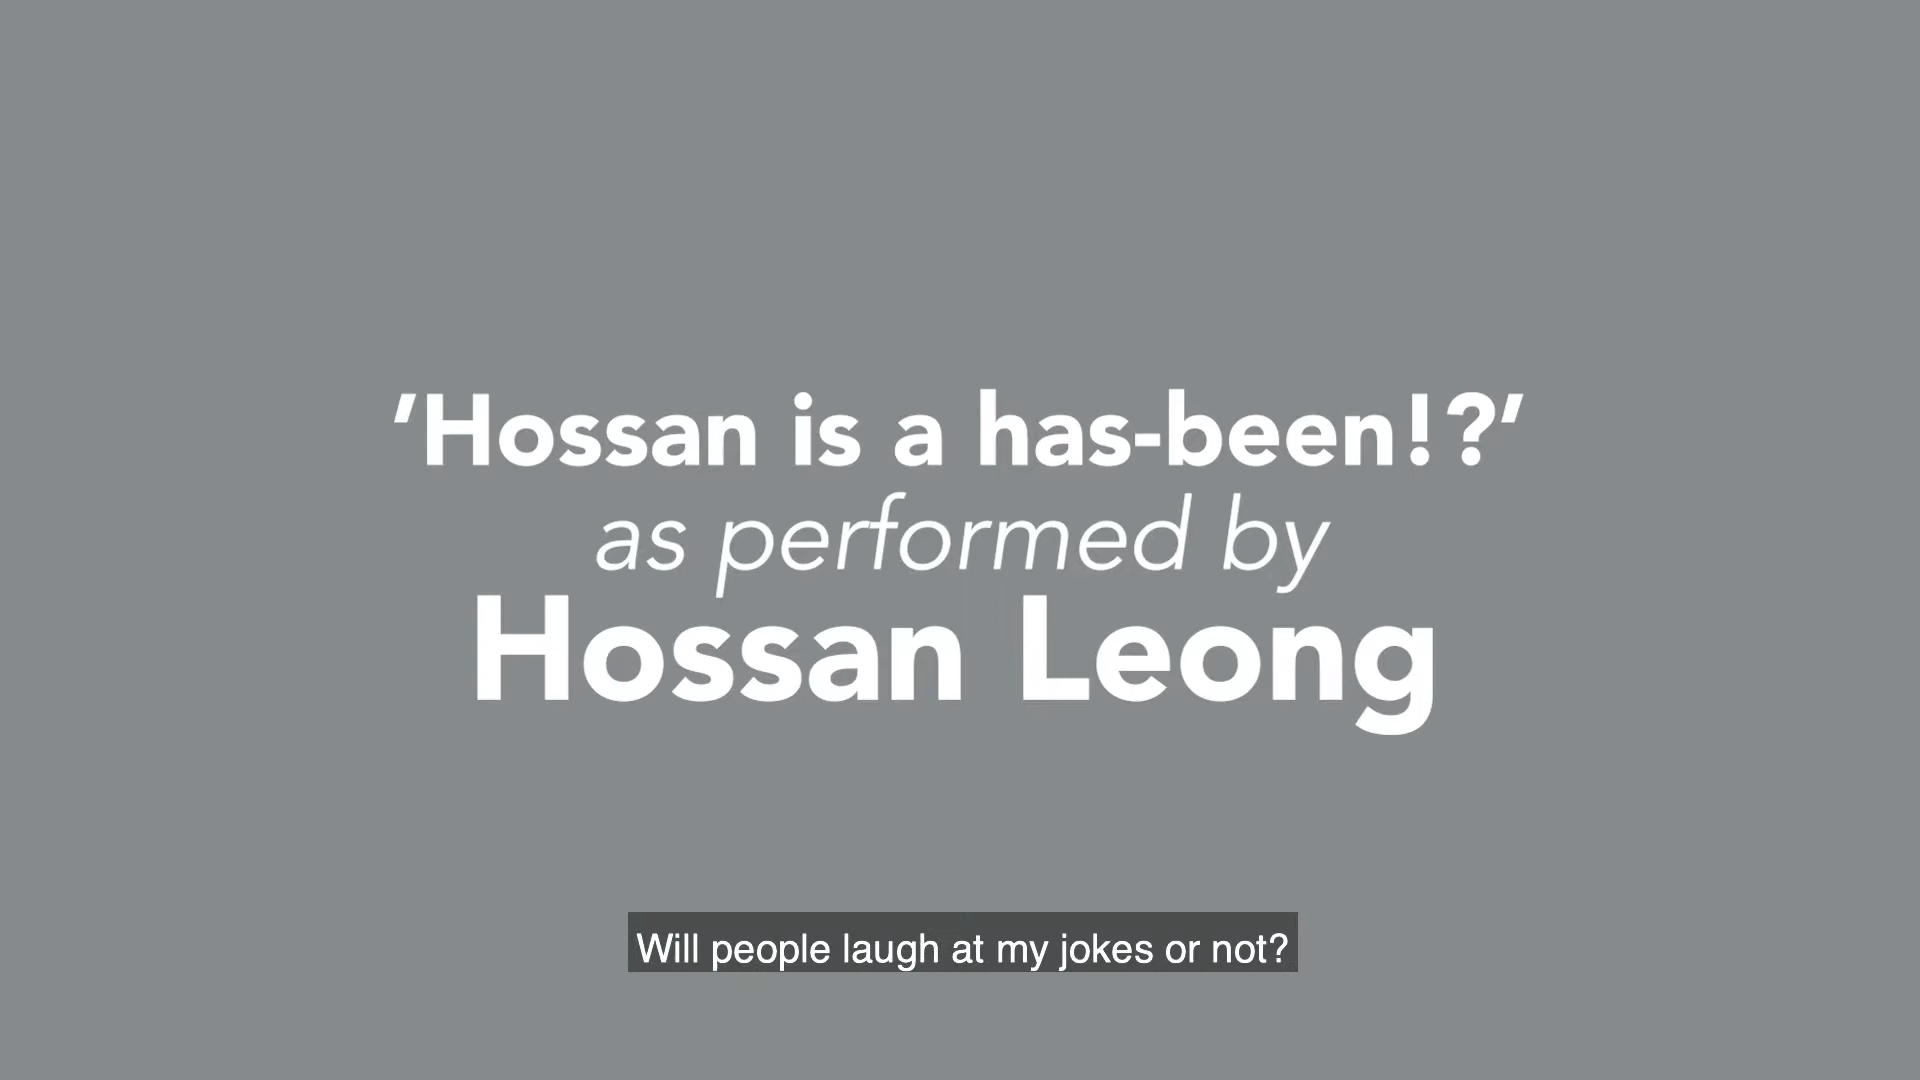 'Hossan is a has-been!?'
as performed by
Hossan Leong
Will people laugh at my jokes or not?